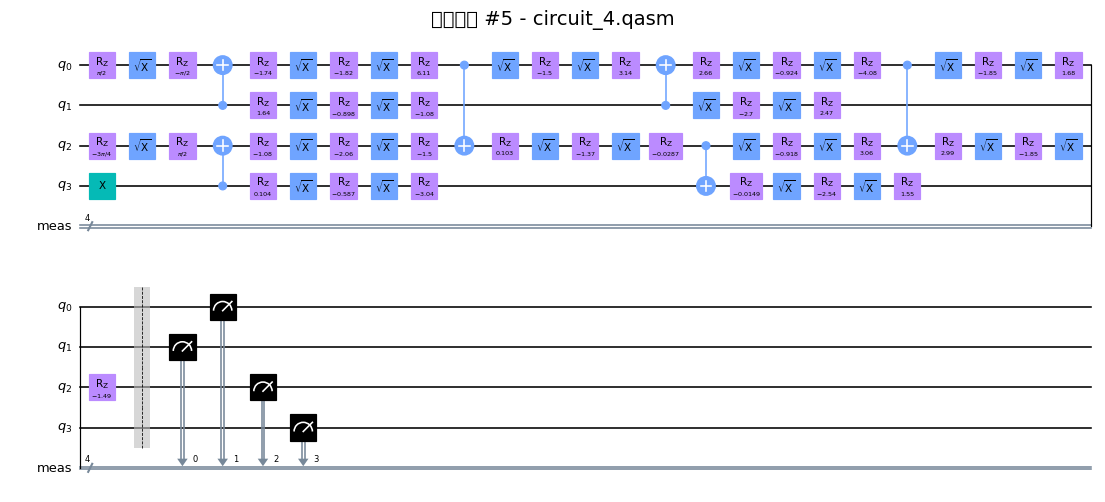 #5 - circuit_4.qasm
q0 RZ π/2 √X RZ −π/2 RZ −1.74 √X RZ −1.82 √X RZ 6.11 √X RZ −1.5 √X RZ 3.14 RZ 2.66 √X RZ −0.924 √X RZ −4.08 √X RZ −1.85 √X RZ 1.68
q1 RZ 1.64 √X RZ −0.898 √X RZ −1.08 √X RZ −2.7 √X RZ 2.47
q2 RZ −3π/4 √X RZ π/2 RZ −1.08 √X RZ −2.06 √X RZ −1.5 RZ 0.103 √X RZ −1.37 √X RZ −0.0287 √X RZ −0.918 √X RZ 3.06 RZ 2.99 √X RZ −1.85 √X
q3 X RZ 0.104 √X RZ −0.587 √X RZ −3.04 RZ −0.0149 √X RZ −2.54 √X RZ 1.55
meas 4
q0
q1
q2 RZ −1.49
q3
meas 4 0 1 2 3